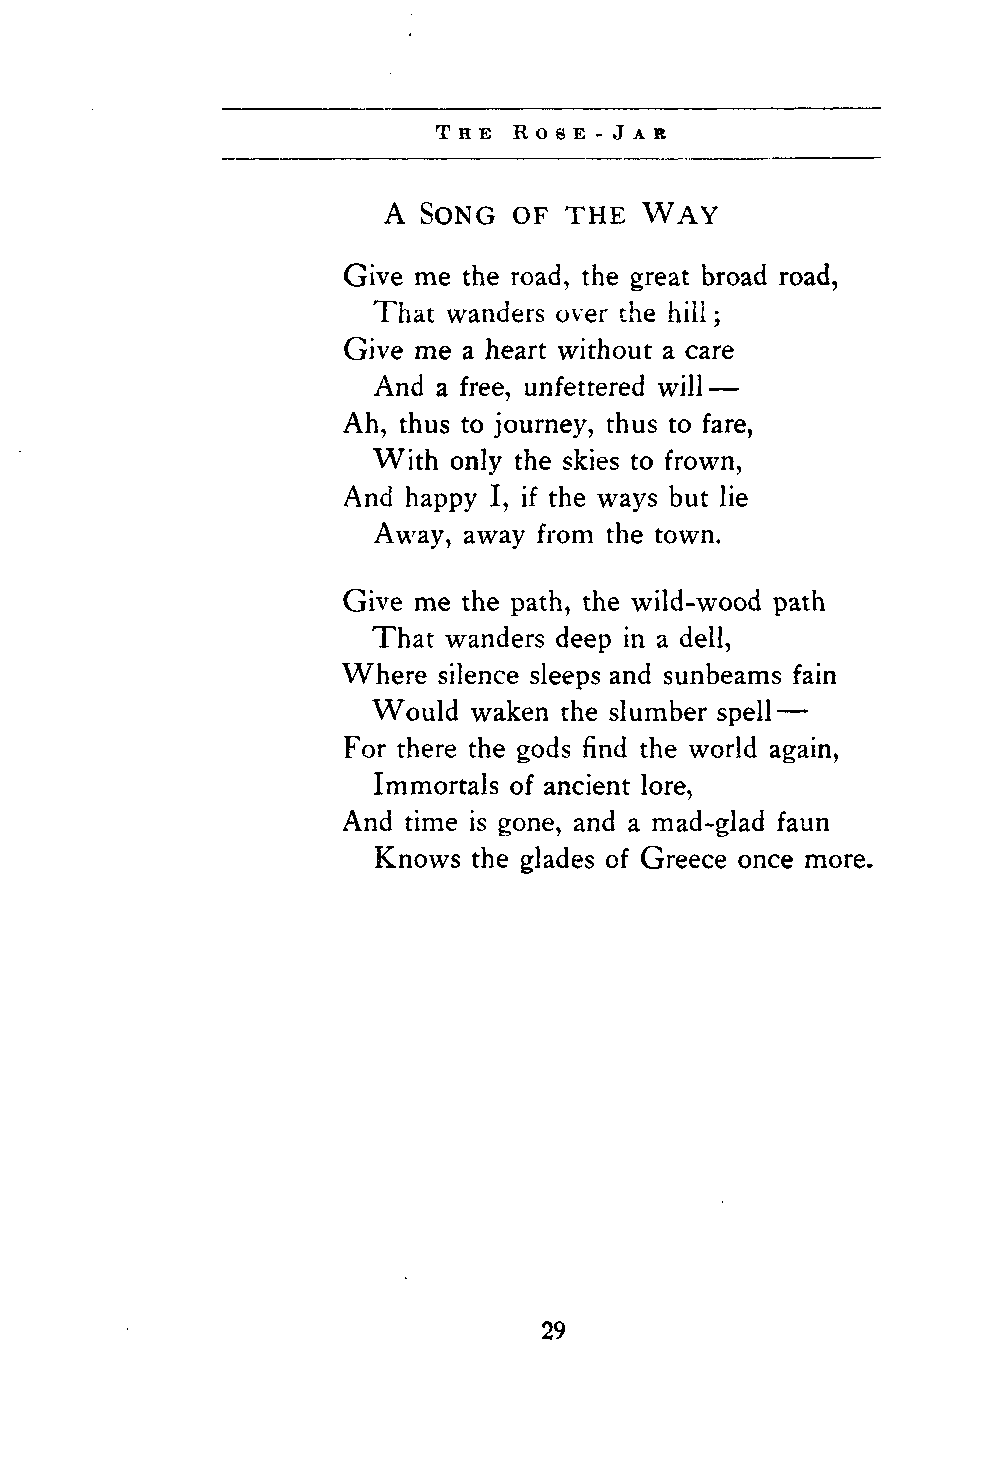 THE ROSE-JAR
A SONG OF THE WAY
Give me the road, the great broad road,
That wanders over the hill;
Give me a heart without a care
And a free, unfettered will—
Ah, thus to journey, thus to fare,
With only the skies to frown,
And happy I, if the ways but lie
Away, away from the town.
Give me the path, the wild-wood path
That wanders deep in a dell,
Where silence sleeps and sunbeams fain
Would waken the slumber spell—
For there the gods find the world again,
Immortals of ancient lore,
And time is gone, and a mad-glad faun
Knows the glades of Greece once more.
29